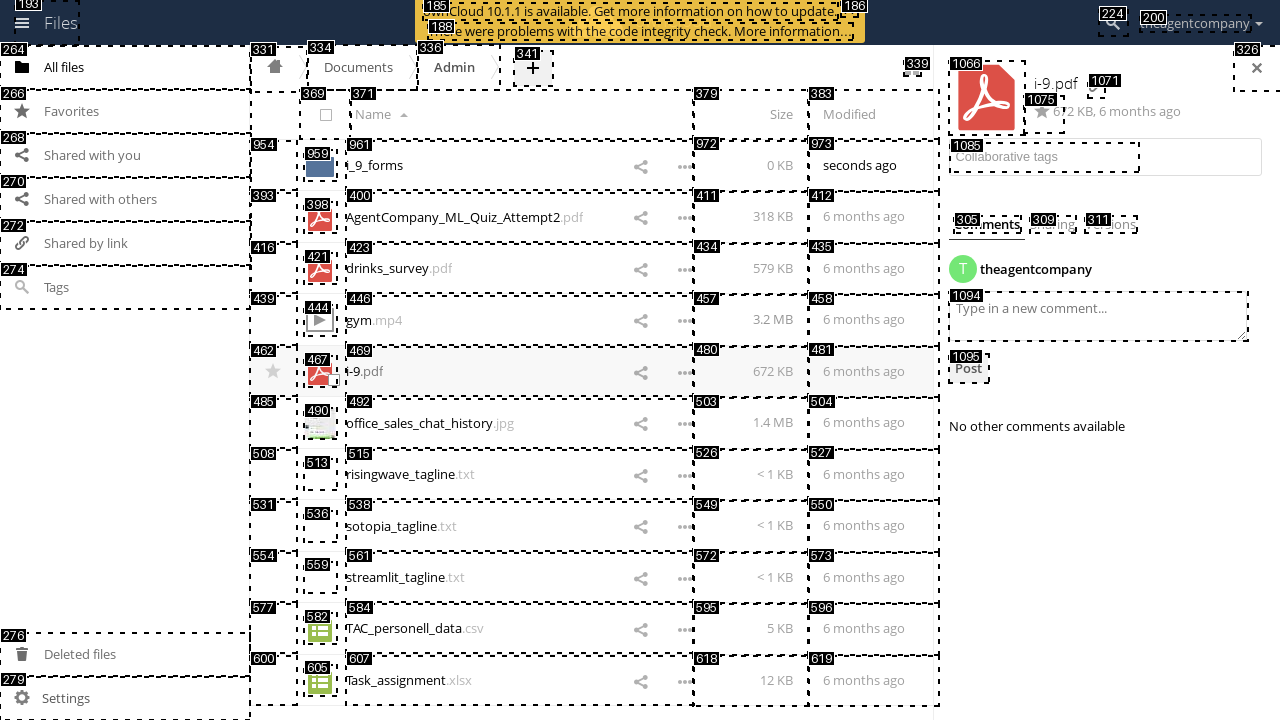 193
Files
185
ownCloud 10.1.1 is available. Get more information on how to update.
186
188
There were problems with the code integrity check. More information…
224
200
theagentcompany
264
All files
266
Favorites
268
Shared with you
270
Shared with others
272
Shared by link
274
Tags
276
Deleted files
279
Settings
331
334
Documents
336
Admin
341
+
339
326
369
371
Name
379
Size
383
Modified
954
959
961
i_9_forms
972
0 KB
973
seconds ago
393
398
400
AgentCompany_ML_Quiz_Attempt2.pdf
411
318 KB
412
6 months ago
416
421
423
drinks_survey.pdf
434
579 KB
435
6 months ago
439
444
446
gym.mp4
457
3.2 MB
458
6 months ago
462
467
469
i-9.pdf
480
672 KB
481
6 months ago
485
490
492
office_sales_chat_history.jpg
503
1.4 MB
504
6 months ago
508
513
515
risingwave_tagline.txt
526
< 1 KB
527
6 months ago
531
536
538
sotopia_tagline.txt
549
< 1 KB
550
6 months ago
554
559
561
streamlit_tagline.txt
572
< 1 KB
573
6 months ago
577
582
584
TAC_personell_data.csv
595
5 KB
596
6 months ago
600
605
607
Task_assignment.xlsx
618
12 KB
619
6 months ago
1066
i-9.pdf
1071
1075
672 KB, 6 months ago
1085
Collaborative tags
305
Comments
309
Sharing
311
Versions
T theagentcompany
1094
Type in a new comment...
1095
Post
No other comments available